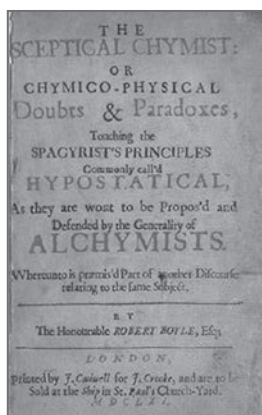 THE
SCEPTICAL CHYMIST:
OR
CHYMICO-PHYSICAL
Doubts & Paradoxes,
Touching the
SPAGYRIST'S PRINCIPLES
Commonly call'd
HYPOSTATICAL,
As they are wont to be Propos'd and
Defended by the Generality of
ALCHYMISTS.
Whereunto is præmis'd Part of another Discourse
relating to the same Subject.
BY
The Honourable ROBERT BOYLE, Esq;
LONDON,
Printed by J. Cadwell for J. Crooke, and are to be
Sold at the Ship in St. Paul's Church-Yard.
MDCLXI.